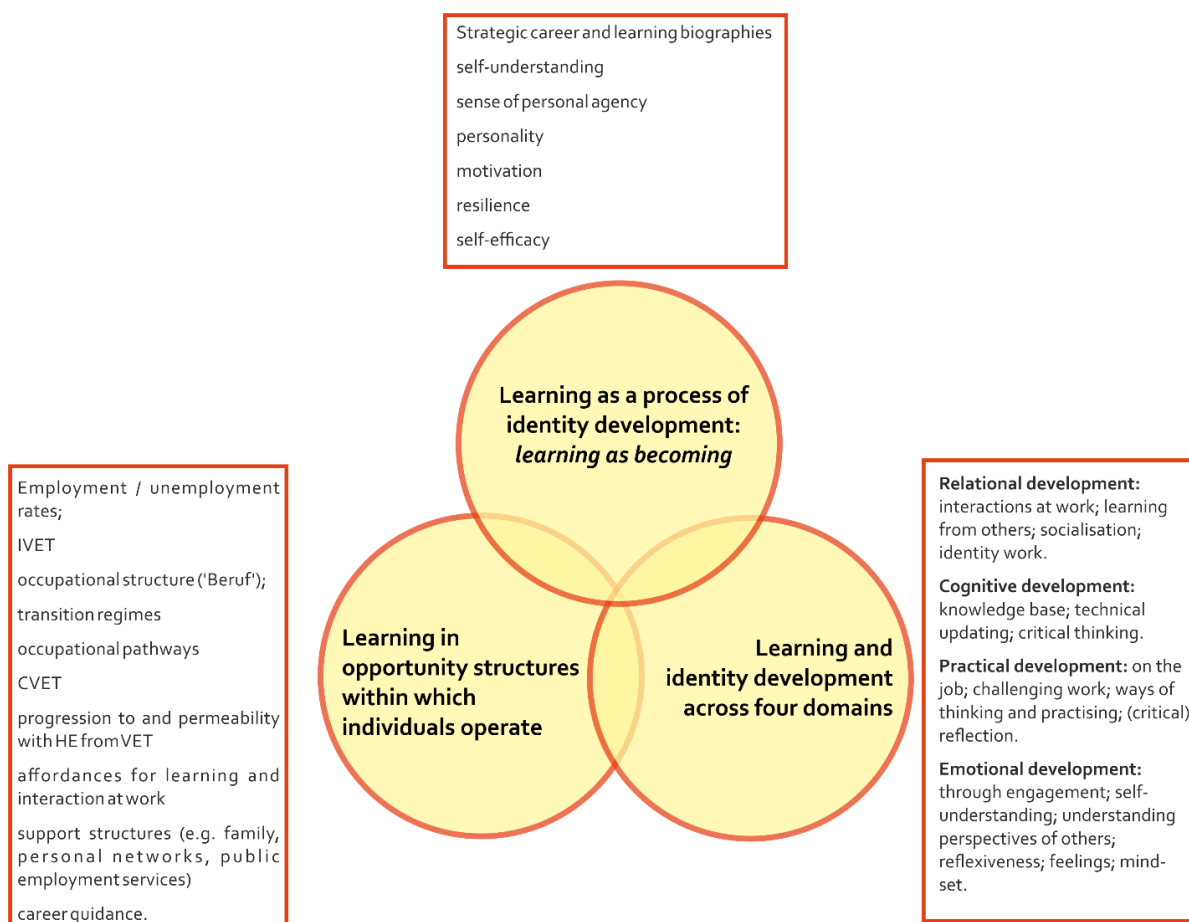 Strategic career and learning biographies
self-understanding
sense of personal agency
personality
motivation
resilience
self-efficacy
Learning as a process of
identity development:
learning as becoming
Employment / unemployment
rates;
IVET
occupational structure ('Beruf');
transition regimes
occupational pathways
CVET
progression to and permeability
with HE from VET
affordances for learning and
interaction at work
support structures (e.g. family,
personal networks, public
employment services)
career guidance.
Learning in
opportunity structures
within which
individuals operate
Learning and
identity development
across four domains
Relational development:
interactions at work; learning
from others; socialisation;
identity work.
Cognitive development:
knowledge base; technical
updating; critical thinking.
Practical development: on the
job; challenging work; ways of
thinking and practising; (critical)
reflection.
Emotional development:
through engagement; self-
understanding; understanding
perspectives of others;
reflexiveness; feelings; mind-
set.